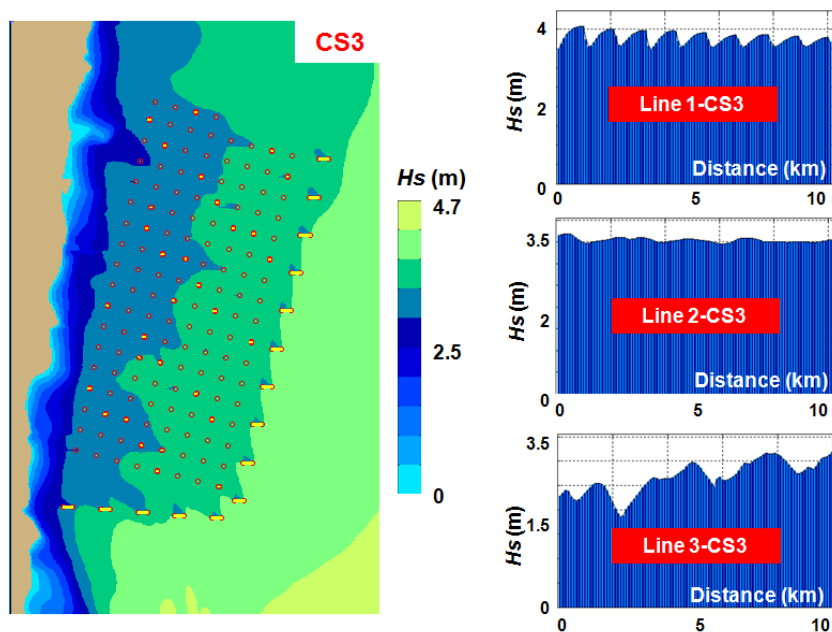 CS3
Hs (m)
4.7
2.5
0
4
2
0
Hs (m)
Line 1-CS3
Distance (km)
0
5
10
3.5
2
0
Hs (m)
Line 2-CS3
Distance (km)
0
5
10
3.5
1.5
0
Hs (m)
Line 3-CS3
Distance (km)
0
5
10